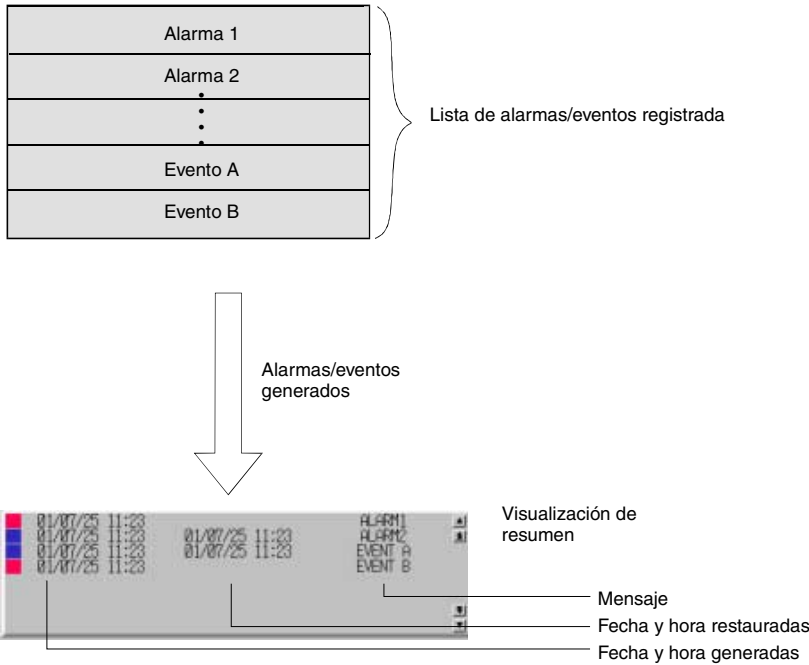 Alarma 1
Alarma 2
Evento A
Evento B
Lista de alarmas/eventos registrada
Alarmas/eventos
generados
01/07/25 11:23 ALARM1
01/07/25 11:23 01/07/25 11:23 ALARM2
01/07/25 11:23 01/07/25 11:23 EVENT A
01/07/25 11:23 EVENT B
Visualización de
resumen
Mensaje
Fecha y hora restauradas
Fecha y hora generadas